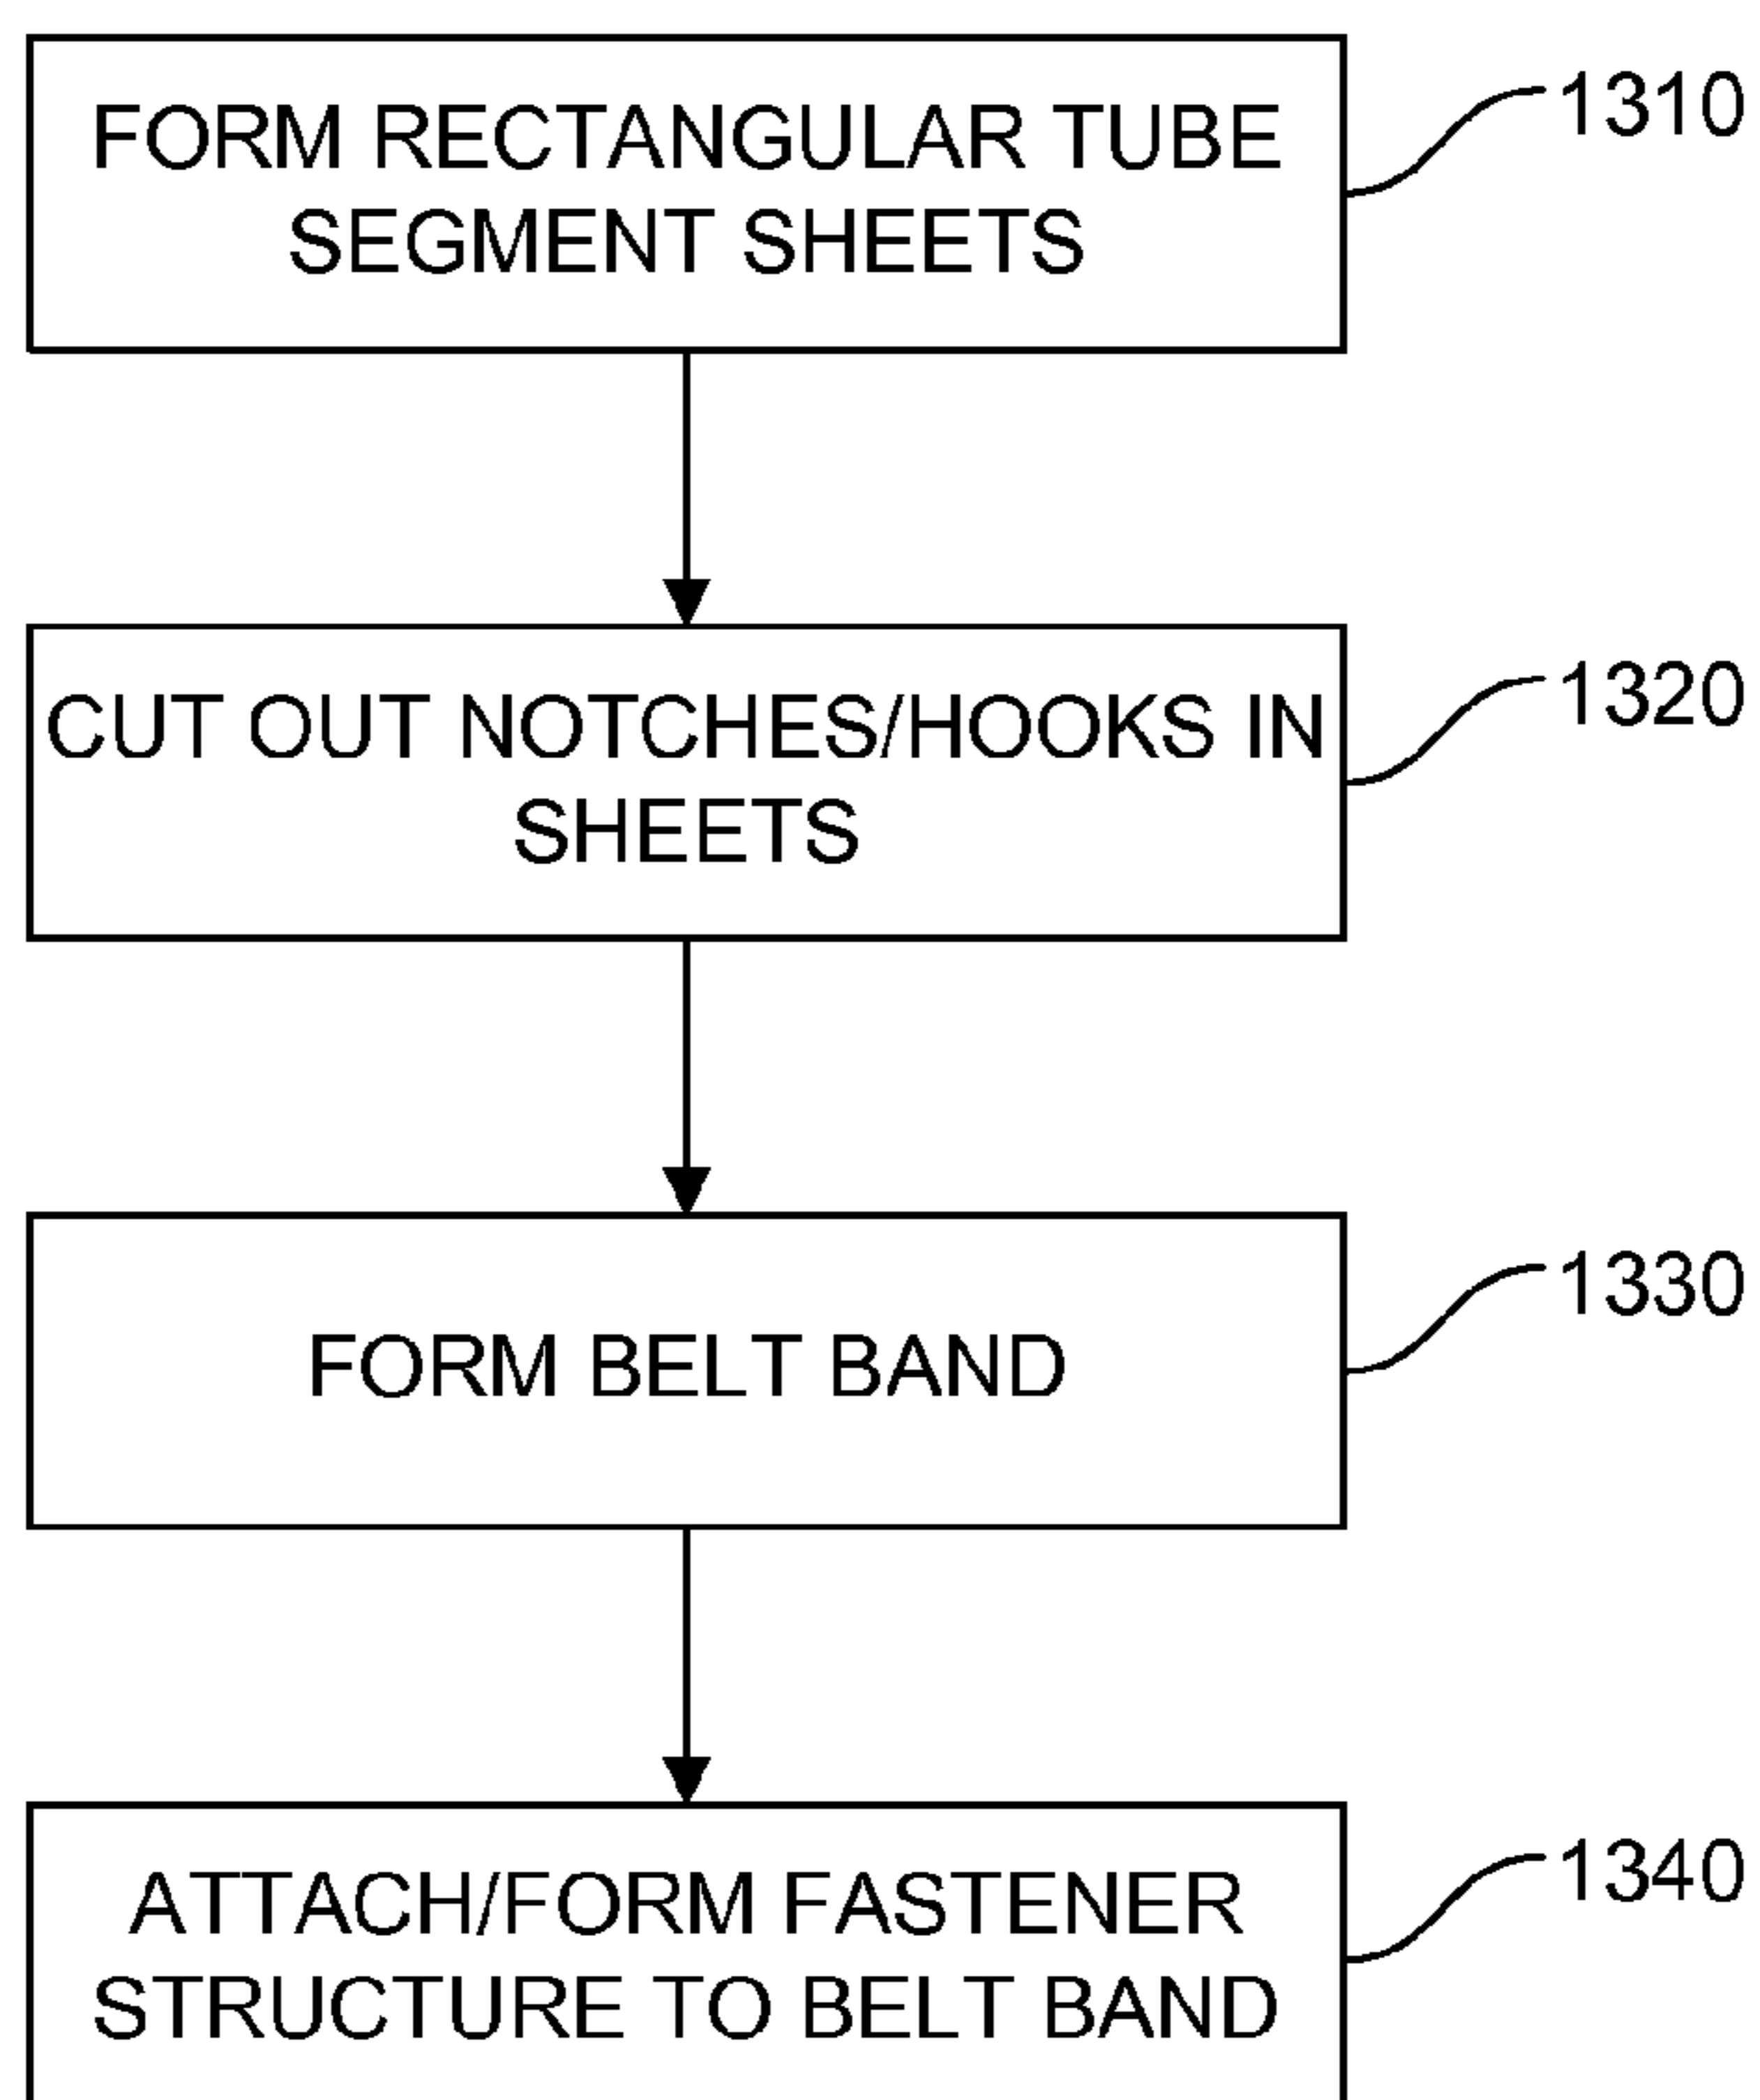 FORM RECTANGULAR TUBE
SEGMENT SHEETS
1310
CUT OUT NOTCHES/HOOKS IN
SHEETS
1320
FORM BELT BAND
1330
ATTACH/FORM FASTENER
STRUCTURE TO BELT BAND
1340